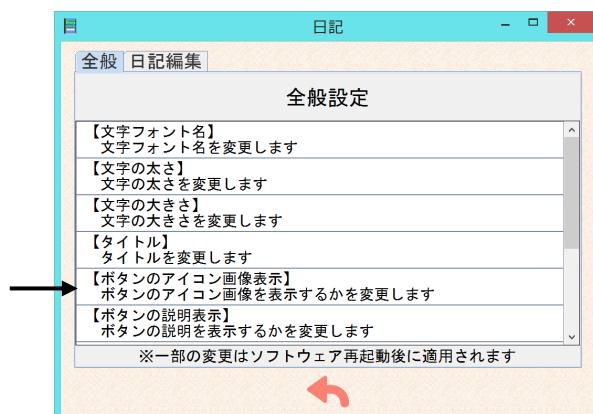 日記
全般 日記編集
全般設定
【文字フォント名】
文字フォント名を変更します
【文字の太さ】
文字の太さを変更します
【文字の大きさ】
文字の大きさを変更します
【タイトル】
タイトルを変更します
【ボタンのアイコン画像表示】
ボタンのアイコン画像を表示するかを変更します
【ボタンの説明表示】
ボタンの説明を表示するかを変更します
※一部の変更はソフトウェア再起動後に適用されます